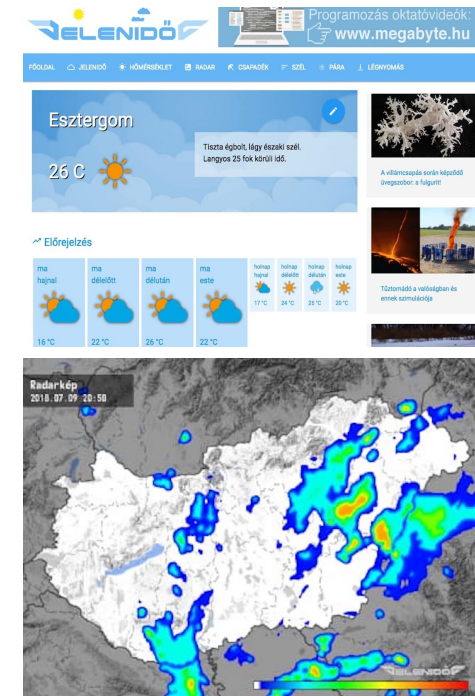 JELENIDŐ
Programozás oktatóvideók:
www.megabyte.hu
FŐOLDAL JELENIDŐ HŐMÉRSÉKLET RADAR CSAPADÉK SZÉL PÁRA LÉGNYOMÁS
Esztergom
26 C
Tiszta égbolt, lágy északi szél.
Langyos 25 fok körüli idő.
A villámcsapás során képződő
üvegszobor: a fulgurit!
Előrejelzés
ma
hajnal
16 °C
ma
délelőtt
22 °C
ma
délután
26 °C
ma
este
22 °C
holnap
hajnal
17 °C
holnap
délelőtt
24 °C
holnap
délután
25 °C
holnap
este
20 °C
Tűztornádó a valóságban és
ennek szimulációja
Radarkép
2018.07.09 20:50
JELENIDŐ